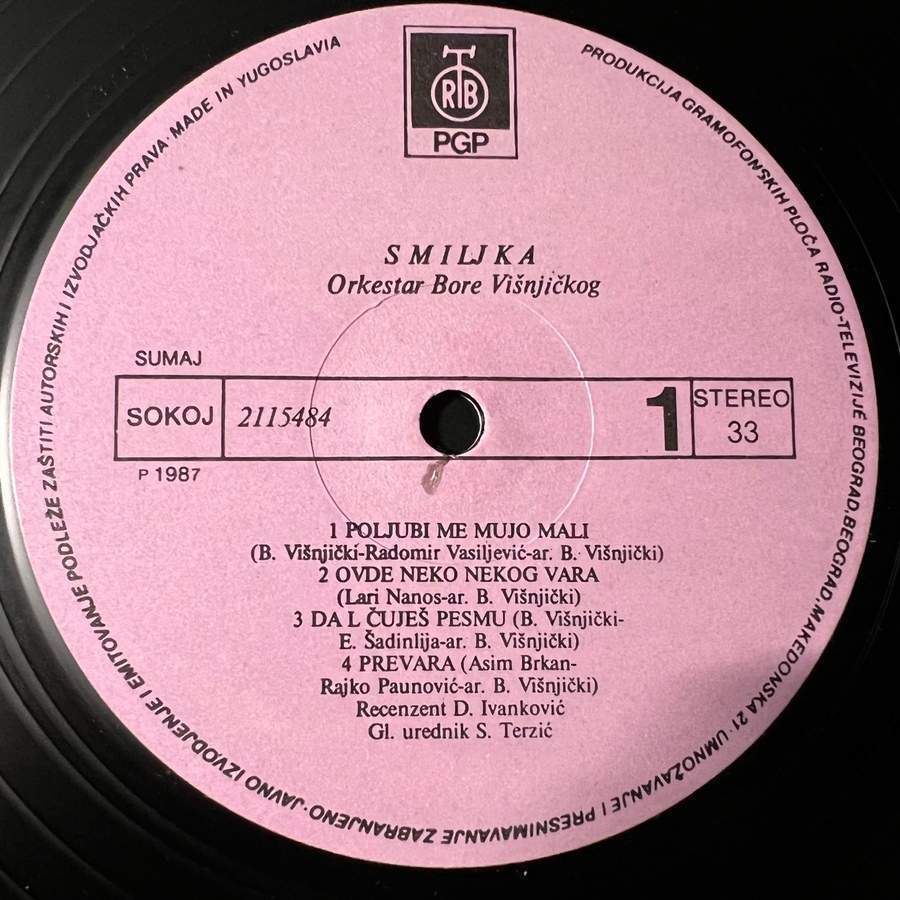 RTB
PGP
SMILJKA
Orkestar Bore Višnjičkog
SUMAJ
SOKOJ
2115484
1
STEREO
33
P 1987
1 POLJUBI ME MUJO MALI
(B. Višnjički-Radomir Vasiljević-ar. B. Višnjički)
2 OVDE NEKO NEKOG VARA
(Lari Nanos-ar. B. Višnjički)
3 DA L ČUJEŠ PESMU (B. Višnjički-
E. Šadinlija-ar. B. Višnjički)
4 PREVARA (Asim Brkan-
Rajko Paunović-ar. B. Višnjički)
Recenzent D. Ivanković
Gl. urednik S. Terzić
PRODUKCIJA GRAMOFONSKIH PLOČA RADIO-TELEVIZIJE BEOGRAD, BEOGRAD, MAKEDONSKA 21 · UMNOŽAVANJE I PRESNIMAVANJE ZABRANJENO · JAVNO IZVODJENJE I EMITOVANJE PODLEŽE ZAŠTITI AUTORSKIH I IZVODJAČKIH PRAVA · MADE IN YUGOSLAVIA